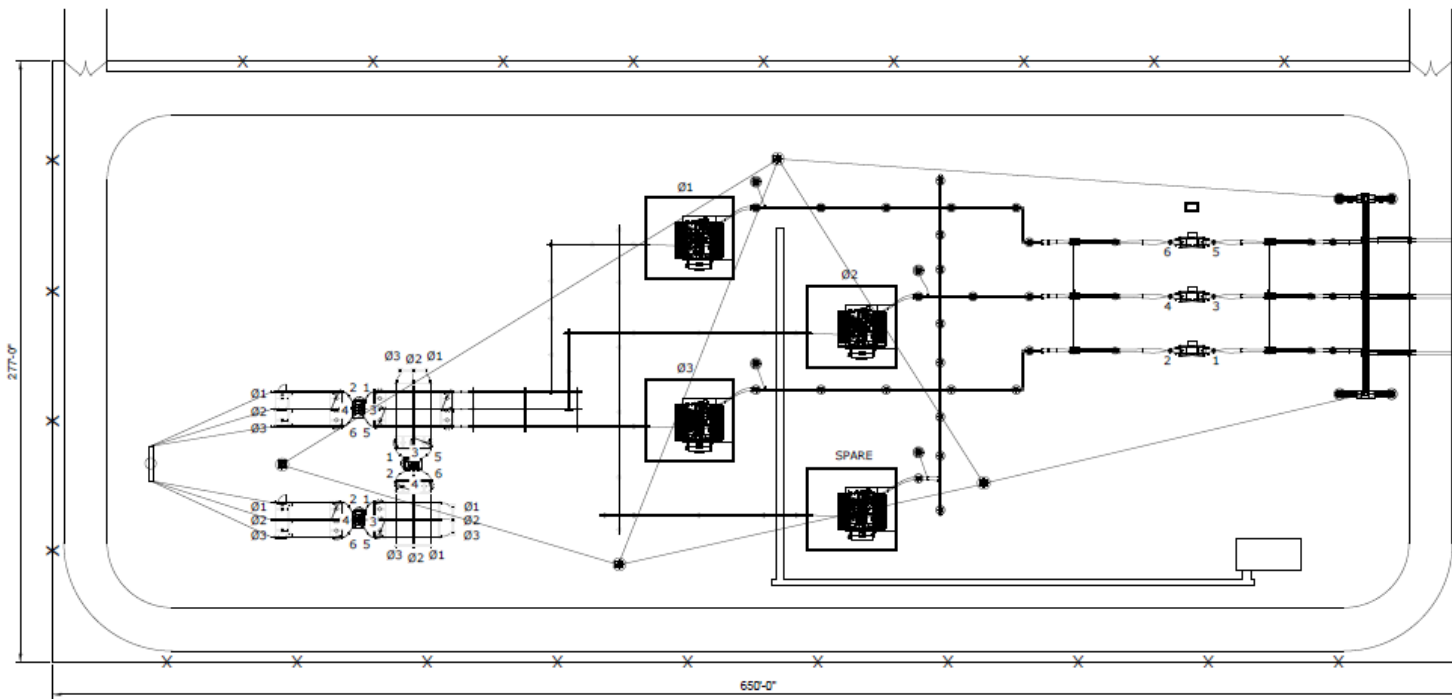 Ø1
Ø2
Ø3
SPARE
6 5
4 3
2 1
277'-0"
Ø3 Ø2 Ø1
Ø1 2 1
Ø2 4 3
Ø3 6 5
1 3 5
2 4 6
Ø1 2 1 Ø1
Ø2 4 3 Ø2
Ø3 6 5 Ø3
Ø3 Ø2 Ø1
650'-0"